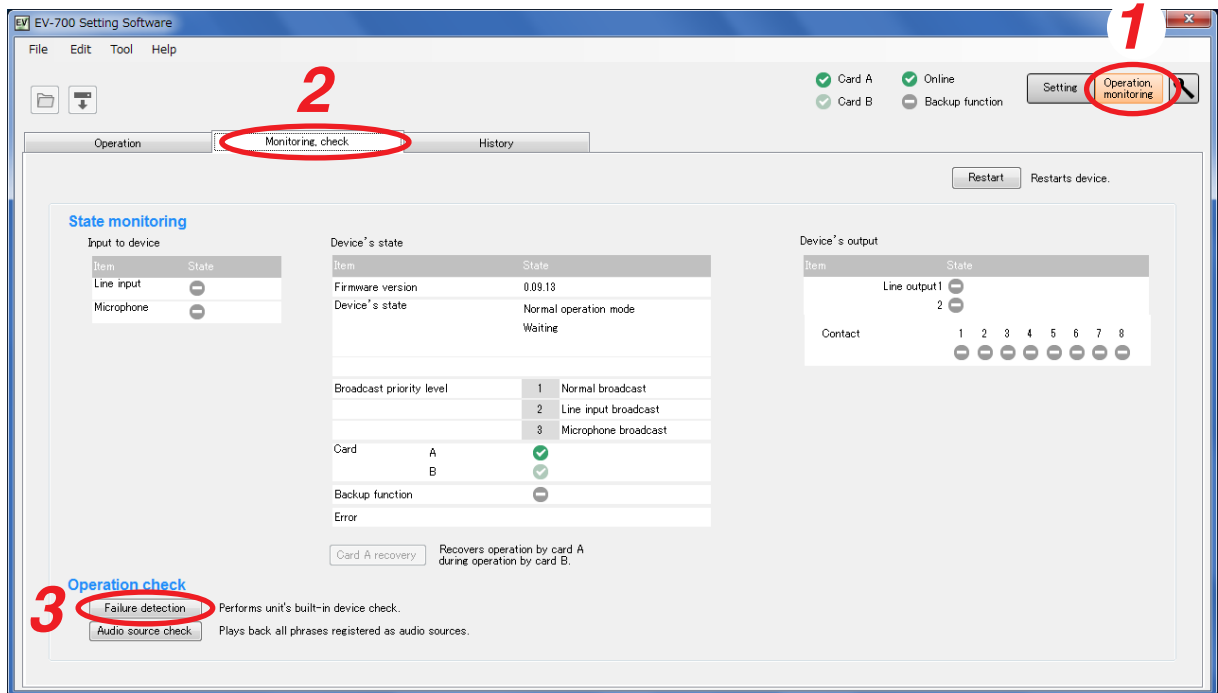 EV EV-700 Setting Software
1
File Edit Tool Help
Card A Online
Card B Backup function
Setting
Operation,
monitoring
2
Operation Monitoring, check History
Restart Restarts device.
State monitoring
Input to device
Item State
Line input
Microphone
Device's state
Item State
Firmware version 0.09.13
Device's state Normal operation mode
Waiting
Broadcast priority level 1 Normal broadcast
2 Line input broadcast
3 Microphone broadcast
Card A
B
Backup function
Error
Card A recovery Recovers operation by card A
during operation by card B.
Device's output
Item State
Line output1
2
Contact 1 2 3 4 5 6 7 8
Operation check
3 Failure detection Performs unit's built-in device check.
Audio source check Plays back all phrases registered as audio sources.